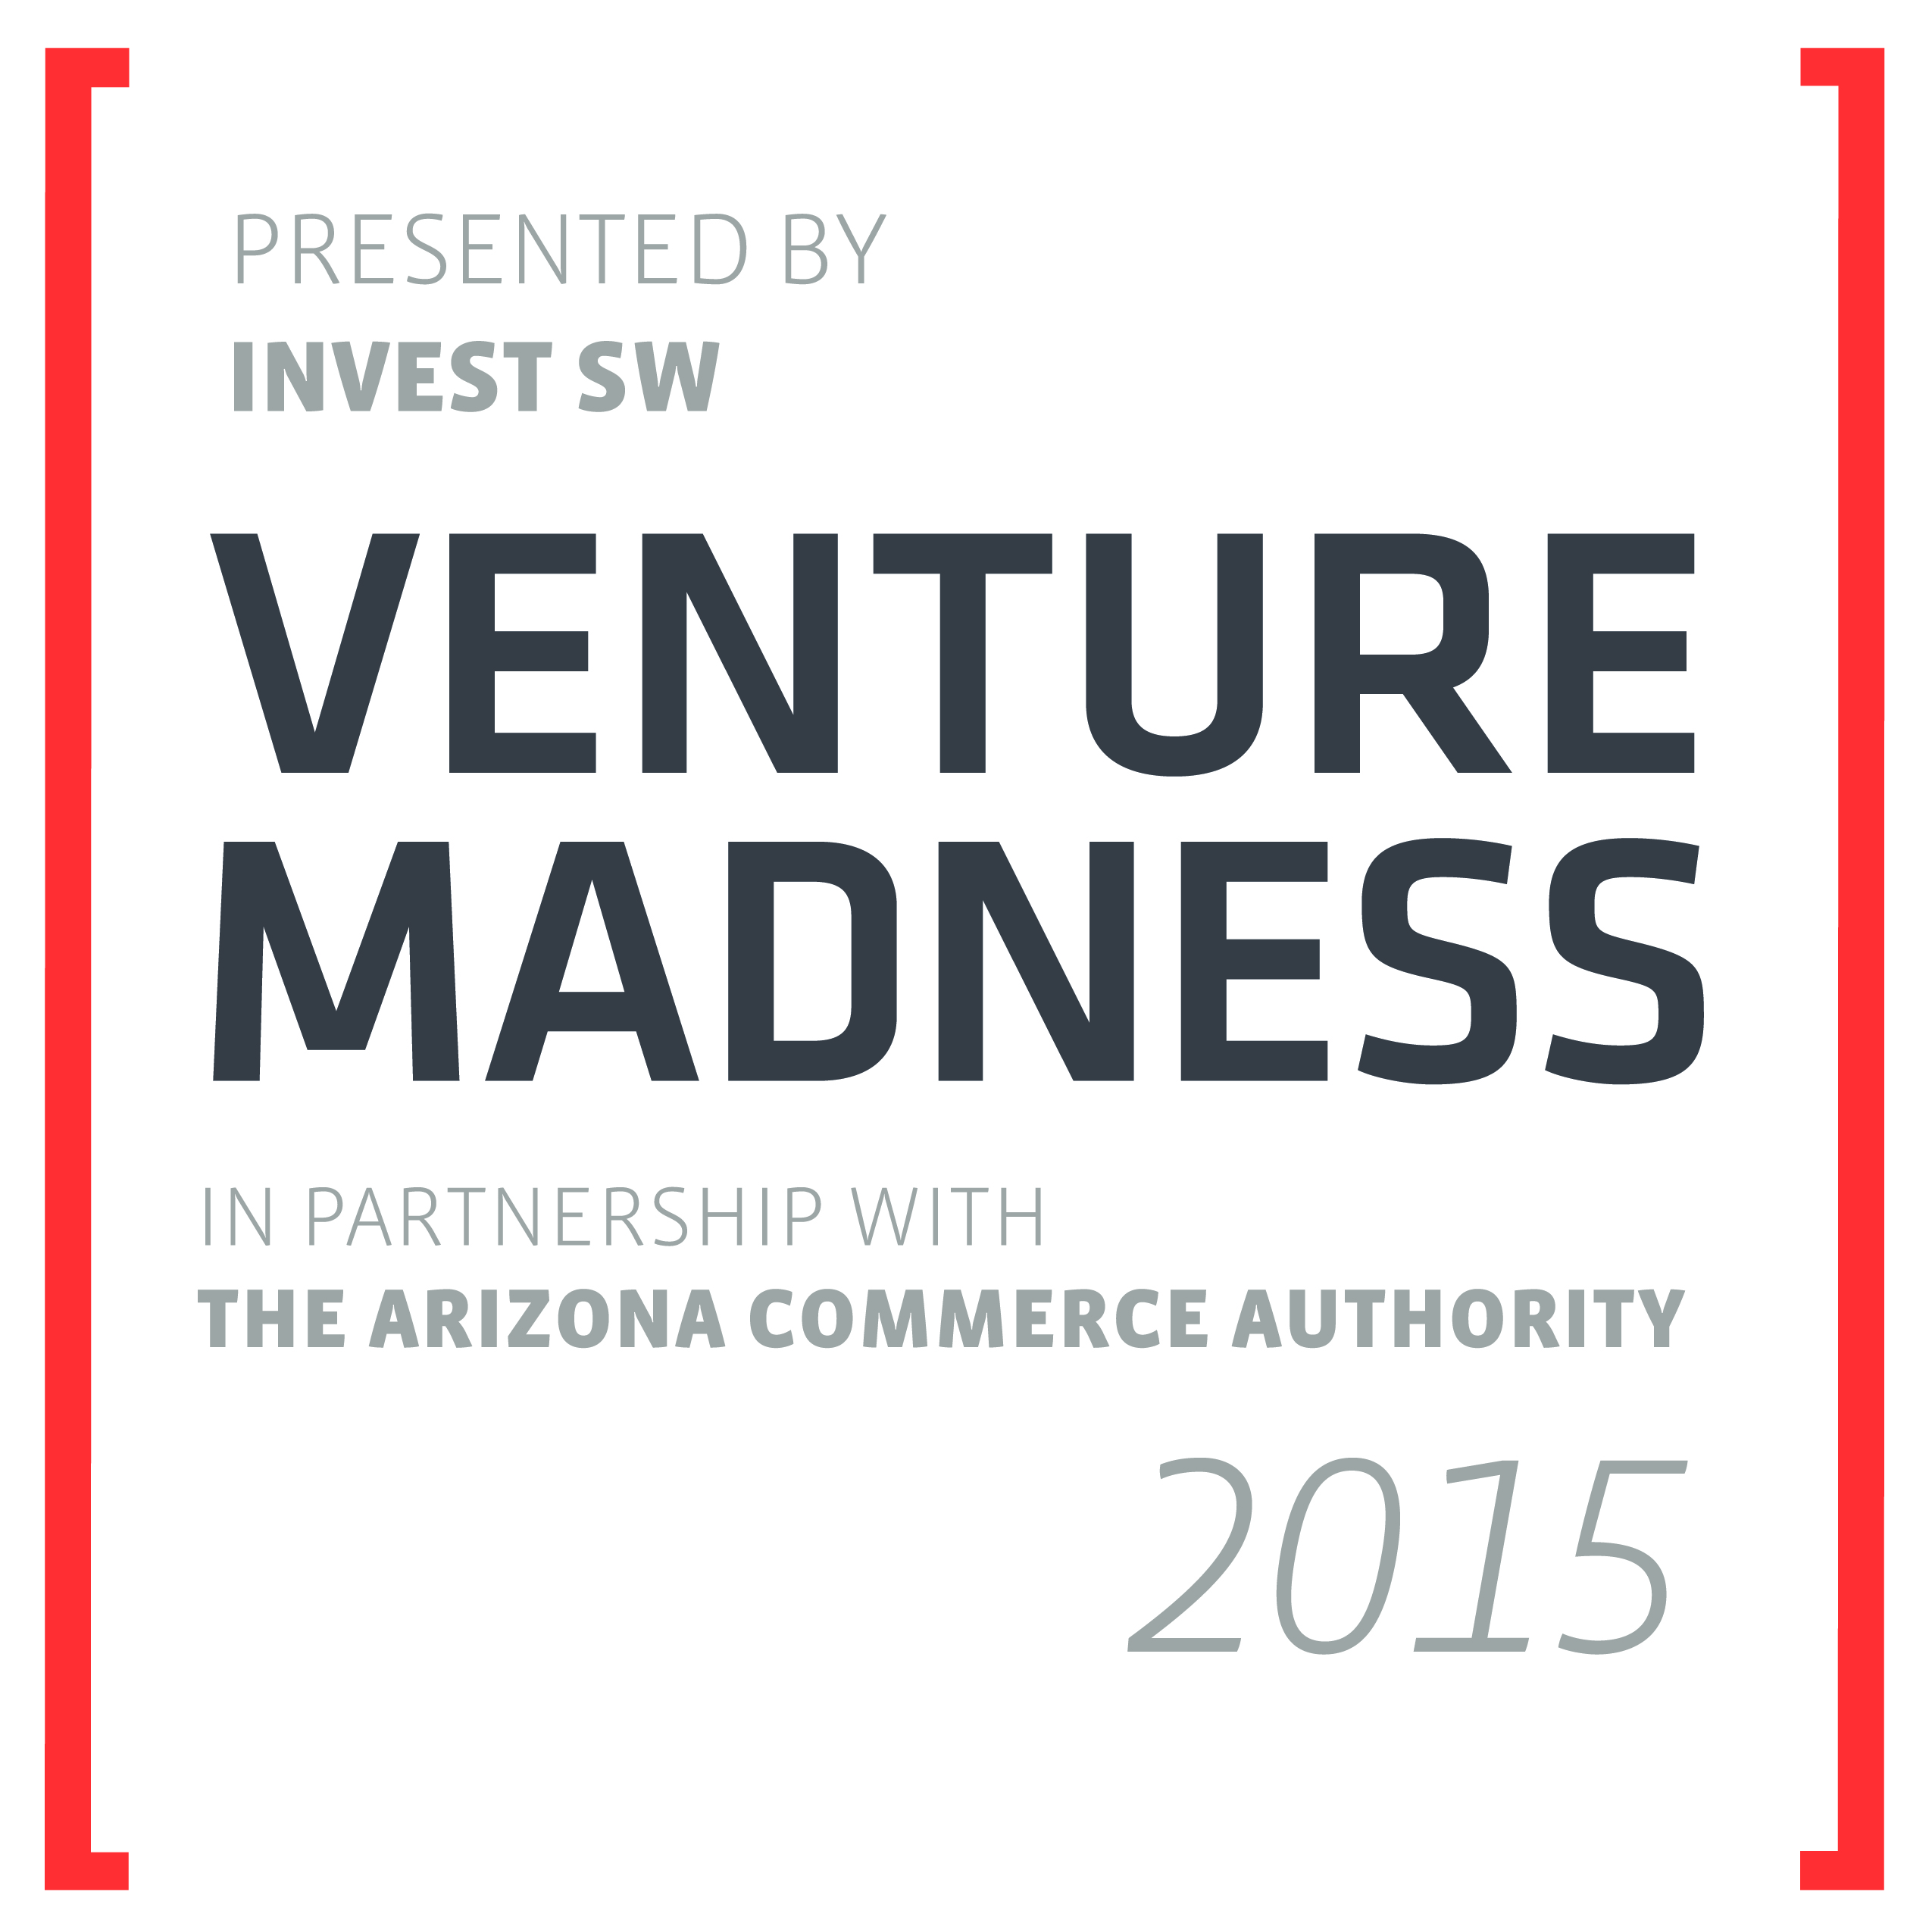 PRESENTED BY
INVEST SW
VENTURE
MADNESS
IN PARTNERSHIP WITH
THE ARIZONA COMMERCE AUTHORITY
2015